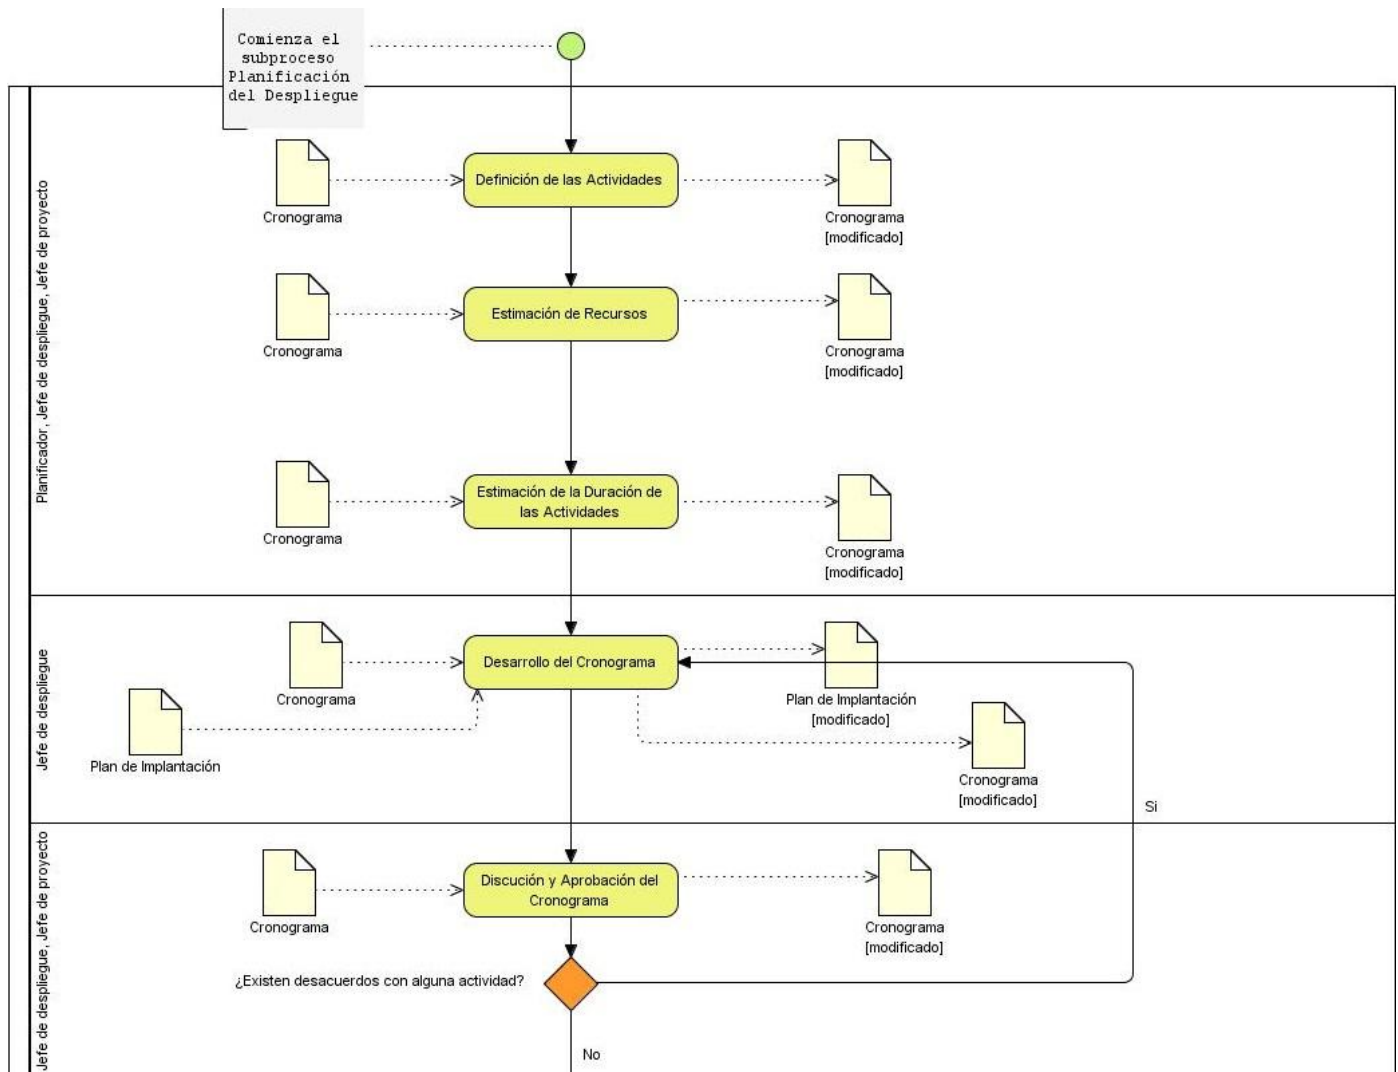 Comienza el
subproceso
Planificación
del Despliegue
Planificador, Jefe de despliegue, Jefe de proyecto
Cronograma
Definición de las Actividades
Cronograma
[modificado]
Cronograma
Estimación de Recursos
Cronograma
[modificado]
Cronograma
Estimación de la Duración de
las Actividades
Cronograma
[modificado]
Jefe de despliegue
Cronograma
Plan de Implantación
Desarrollo del Cronograma
Plan de Implantación
[modificado]
Cronograma
[modificado]
Si
Jefe de despliegue, Jefe de proyecto
Cronograma
Discución y Aprobación del
Cronograma
Cronograma
[modificado]
¿Existen desacuerdos con alguna actividad?
No